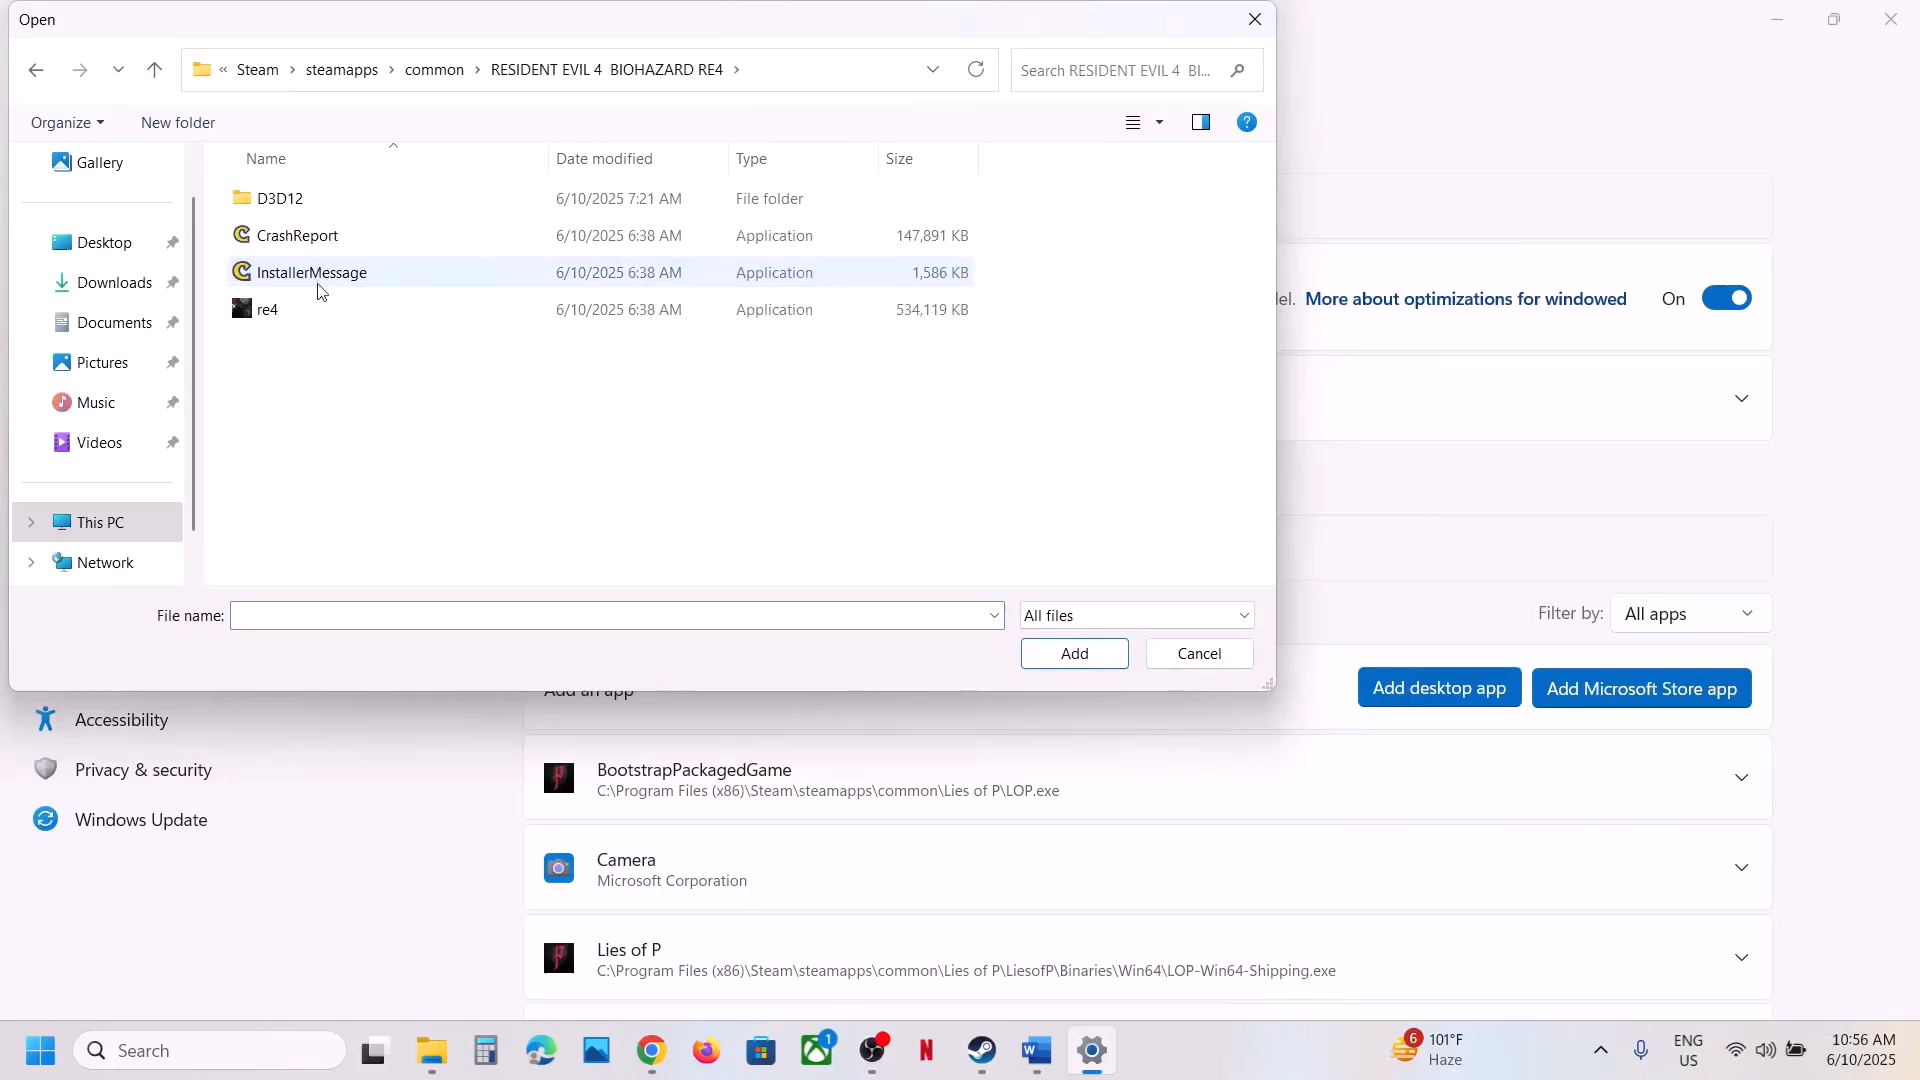 Open
« Steam > steamapps > common > RESIDENT EVIL 4 BIOHAZARD RE4 >
Search RESIDENT EVIL 4 BI...
Organize
New folder
?
Gallery
Desktop
Downloads
Documents
Pictures
Music
Videos
This PC
Network
Name Date modified Type Size
D3D12 6/10/2025 7:21 AM File folder
CrashReport 6/10/2025 6:38 AM Application 147,891 KB
InstallerMessage 6/10/2025 6:38 AM Application 1,586 KB
re4 6/10/2025 6:38 AM Application 534,119 KB
File name:
All files
Add
Cancel
More about optimizations for windowed
On
Filter by: All apps
Add an app
Add desktop app
Add Microsoft Store app
BootstrapPackagedGame
C:\Program Files (x86)\Steam\steamapps\common\Lies of P\LOP.exe
Camera
Microsoft Corporation
Lies of P
C:\Program Files (x86)\Steam\steamapps\common\Lies of P\LiesofP\Binaries\Win64\LOP-Win64-Shipping.exe
Accessibility
Privacy & security
Windows Update
Search
1
6
101°F
Haze
ENG
US
10:56 AM
6/10/2025